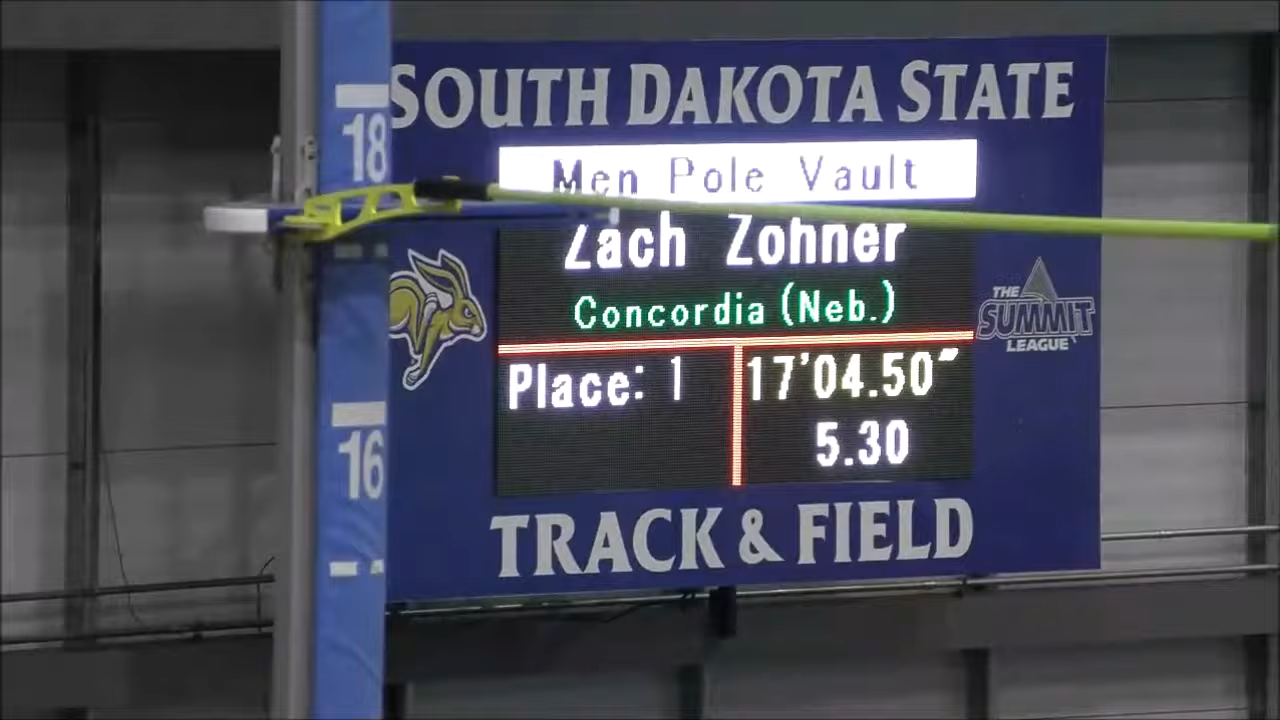 SOUTH DAKOTA STATE
18
Men Pole Vault
Zach Zohner
Concordia (Neb.)
THE
SUMMIT
LEAGUE
Place: 1
17'04.50"
5.30
16
TRACK & FIELD